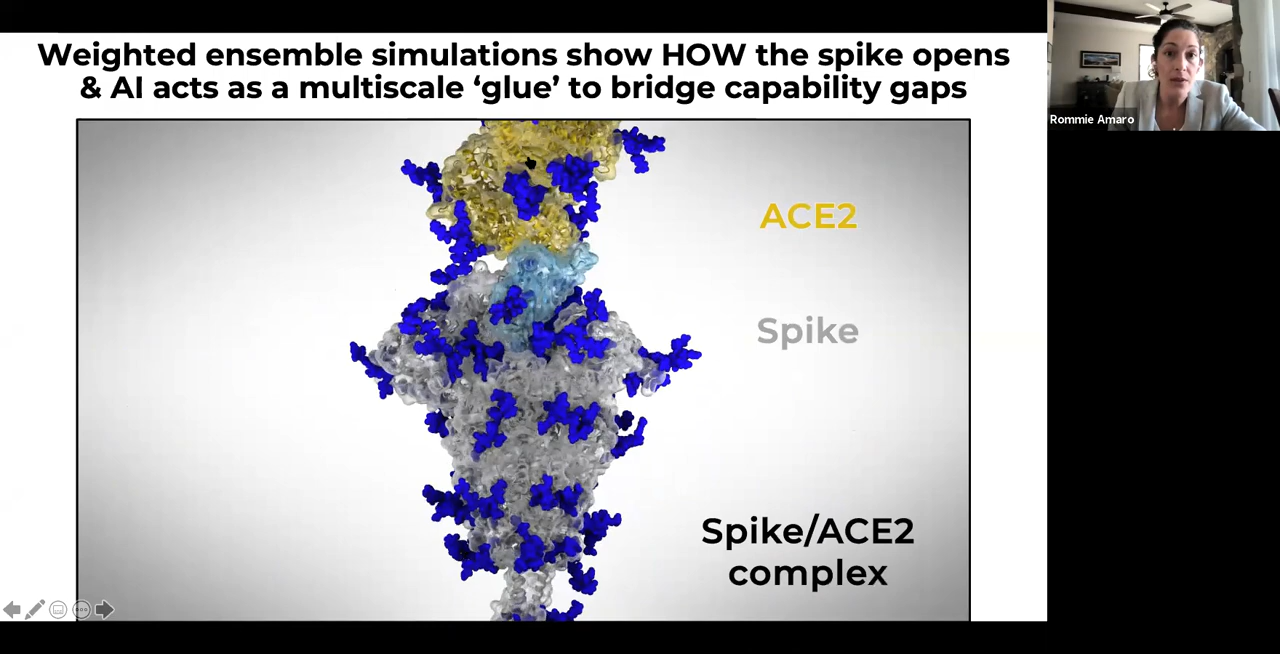 Weighted ensemble simulations show HOW the spike opens
& AI acts as a multiscale ‘glue’ to bridge capability gaps
Rommie Amaro
ACE2
Spike
Spike/ACE2
complex